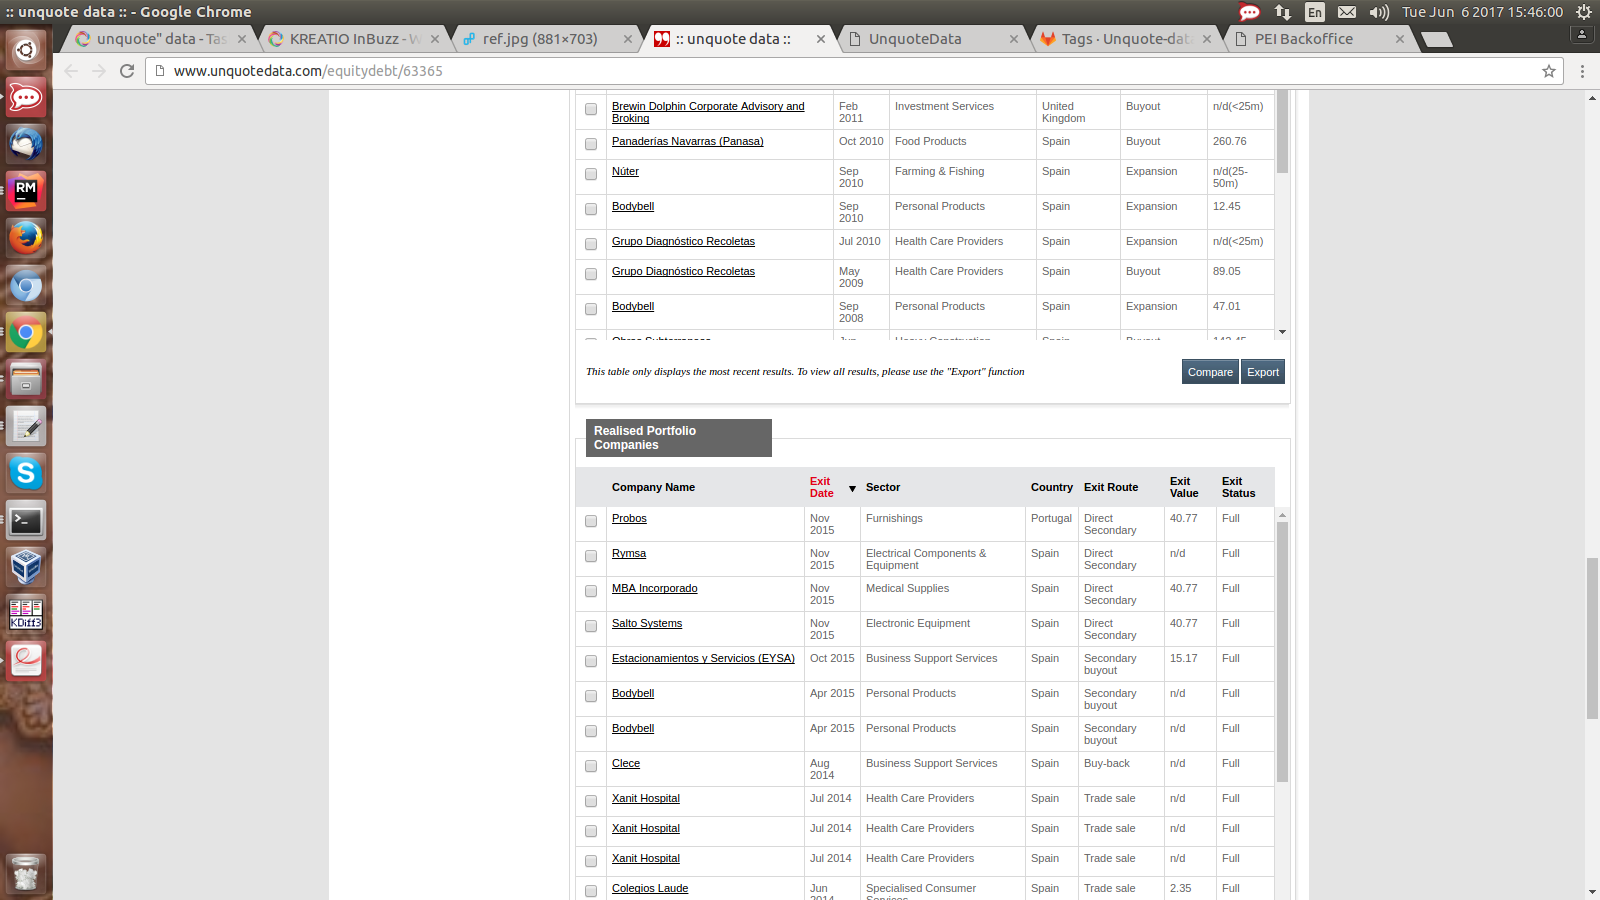 :: unquote data :: - Google Chrome
En
Tue Jun 6 2017 15:46:00
unquote" data - Tas
KREATIO InBuzz - W
ref.jpg (881×703)
:: unquote data ::
UnquoteData
Tags · Unquote-data
PEI Backoffice
www.unquotedata.com/equitydebt/63365
Brewin Dolphin Corporate Advisory and Broking Feb 2011 Investment Services United Kingdom Buyout n/d(<25m)
Panaderías Navarras (Panasa) Oct 2010 Food Products Spain Buyout 260.76
Núter Sep 2010 Farming & Fishing Spain Expansion n/d(25-50m)
Bodybell Sep 2010 Personal Products Spain Expansion 12.45
Grupo Diagnóstico Recoletas Jul 2010 Health Care Providers Spain Expansion n/d(<25m)
Grupo Diagnóstico Recoletas May 2009 Health Care Providers Spain Buyout 89.05
Bodybell Sep 2008 Personal Products Spain Expansion 47.01
This table only displays the most recent results. To view all results, please use the "Export" function
Compare Export
Realised Portfolio
Companies
Company Name Exit Date Sector Country Exit Route Exit Value Exit Status
Probos Nov 2015 Furnishings Portugal Direct Secondary 40.77 Full
Rymsa Nov 2015 Electrical Components & Equipment Spain Direct Secondary n/d Full
MBA Incorporado Nov 2015 Medical Supplies Spain Direct Secondary 40.77 Full
Salto Systems Nov 2015 Electronic Equipment Spain Direct Secondary 40.77 Full
Estacionamientos y Servicios (EYSA) Oct 2015 Business Support Services Spain Secondary buyout 15.17 Full
Bodybell Apr 2015 Personal Products Spain Secondary buyout n/d Full
Bodybell Apr 2015 Personal Products Spain Secondary buyout n/d Full
Clece Aug 2014 Business Support Services Spain Buy-back n/d Full
Xanit Hospital Jul 2014 Health Care Providers Spain Trade sale n/d Full
Xanit Hospital Jul 2014 Health Care Providers Spain Trade sale n/d Full
Xanit Hospital Jul 2014 Health Care Providers Spain Trade sale n/d Full
Colegios Laude Jun Specialised Consumer Spain Trade sale 2.35 Full
RM
KDiff3